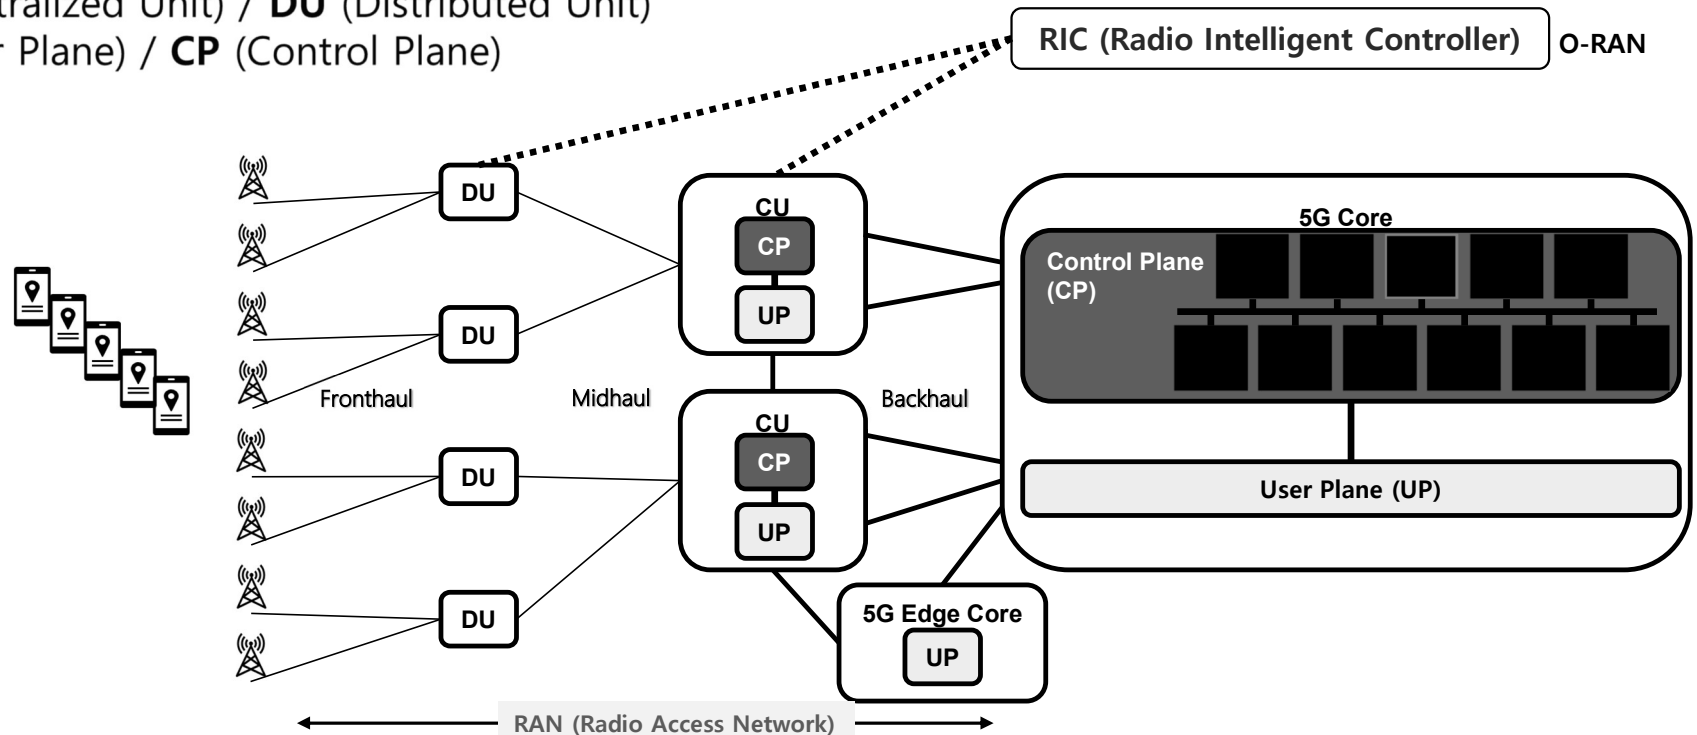 tralized Unit) / DU (Distributed Unit)
r Plane) / CP (Control Plane)
RIC (Radio Intelligent Controller)
O-RAN
DU
DU
DU
DU
Fronthaul
Midhaul
Backhaul
CU
CP
UP
CU
CP
UP
5G Core
Control Plane
(CP)
User Plane (UP)
5G Edge Core
UP
RAN (Radio Access Network)